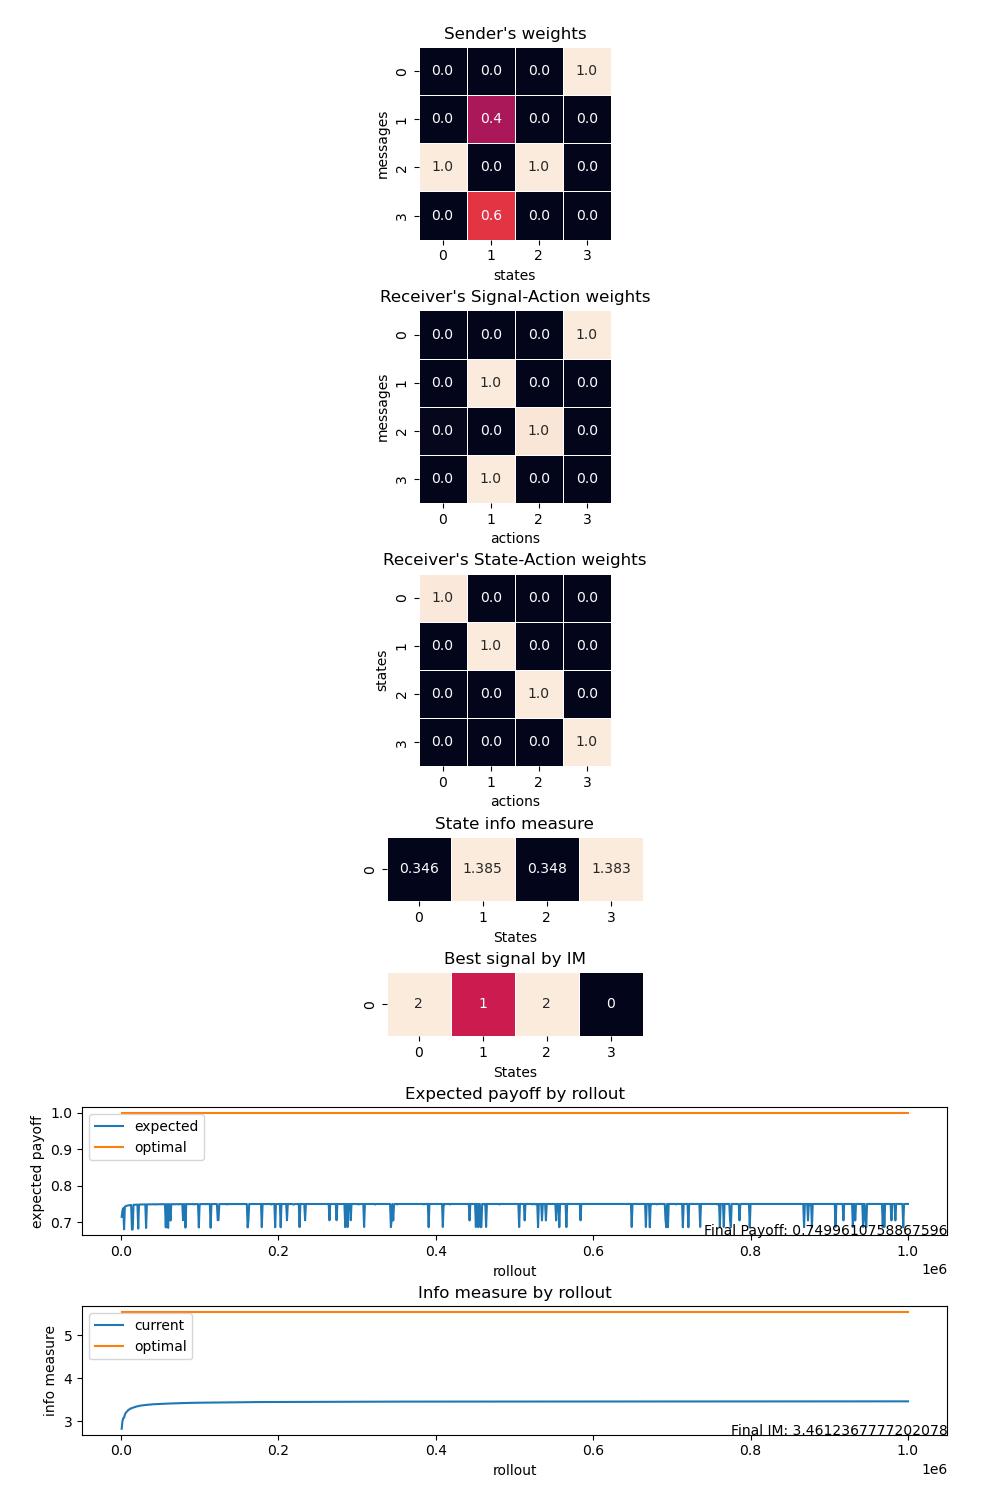 Sender's weights
messages
0 0.0 0.0 0.0 1.0
1 0.0 0.4 0.0 0.0
2 1.0 0.0 1.0 0.0
3 0.0 0.6 0.0 0.0
0 1 2 3
states
Receiver's Signal-Action weights
messages
0 0.0 0.0 0.0 1.0
1 0.0 1.0 0.0 0.0
2 0.0 0.0 1.0 0.0
3 0.0 1.0 0.0 0.0
0 1 2 3
actions
Receiver's State-Action weights
states
0 1.0 0.0 0.0 0.0
1 0.0 1.0 0.0 0.0
2 0.0 0.0 1.0 0.0
3 0.0 0.0 0.0 1.0
0 1 2 3
actions
State info measure
0 0.346 1.385 0.348 1.383
0 1 2 3
States
Best signal by IM
0 2 1 2 0
0 1 2 3
States
Expected payoff by rollout
expected payoff
1.0
0.9
0.8
0.7
expected
optimal
Final Payoff: 0.7499610758867596
0.0 0.2 0.4 0.6 0.8 1.0
1e6
rollout
Info measure by rollout
info measure
5
4
3
current
optimal
Final IM: 3.4612367777202078
0.0 0.2 0.4 0.6 0.8 1.0
1e6
rollout